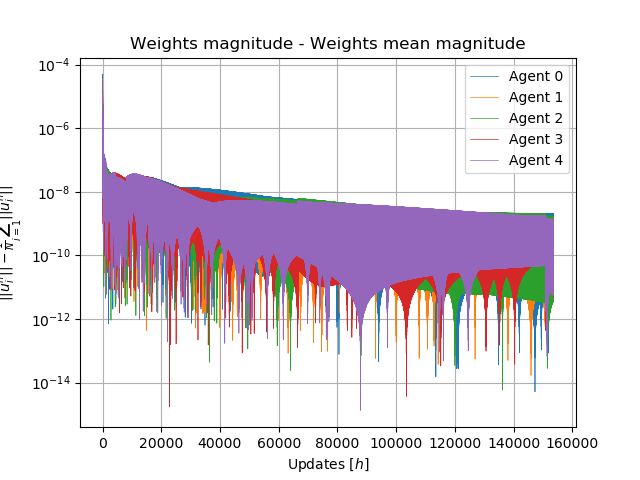 Weights magnitude - Weights mean magnitude
10⁻⁴
10⁻⁶
10⁻⁸
10⁻¹⁰
10⁻¹²
10⁻¹⁴
Agent 0
Agent 1
Agent 2
Agent 3
Agent 4
0
20000
40000
60000
80000
100000
120000
140000
160000
Updates [h]